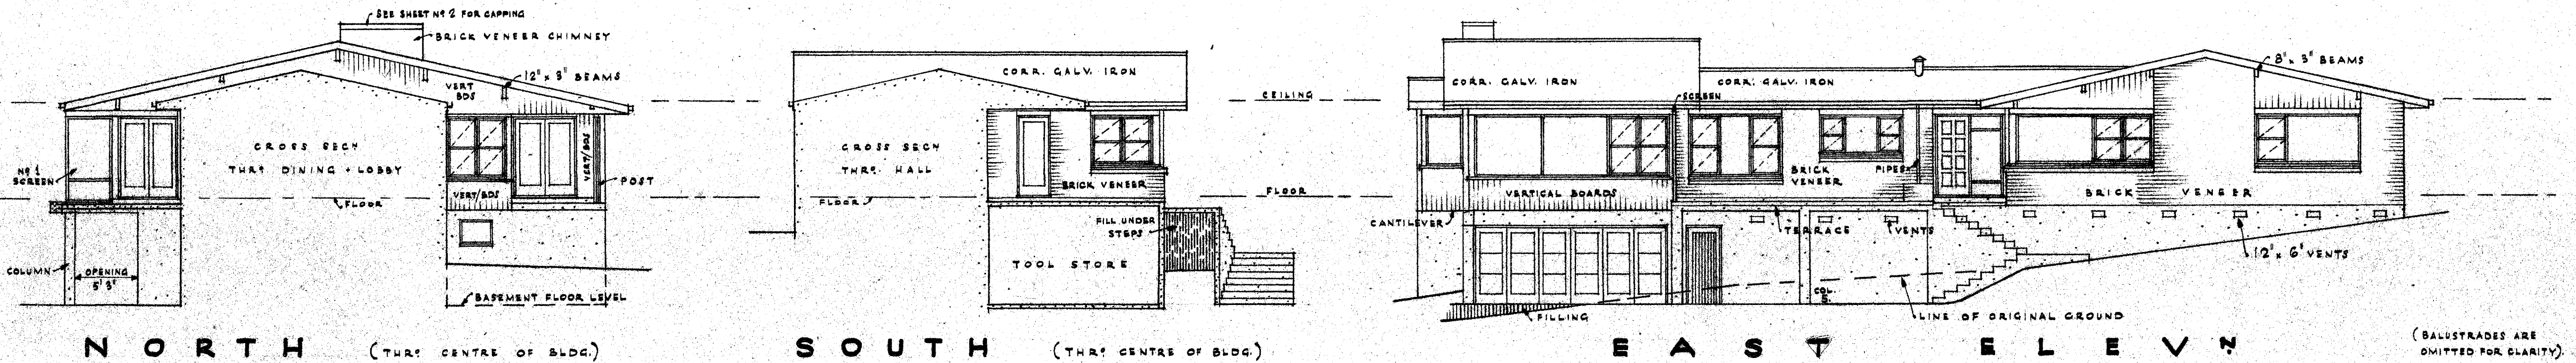 SEE SHEET Nº 2 FOR CAPPING
BRICK VENEER CHIMNEY
12" x 3" BEAMS
VERT
BDS
CROSS SECN
THRO. DINING + LOBBY
Nº 1
SCREEN
VERT/BDS
VERT/BDS
POST
FLOOR
COLUMN
OPENING
5' 3"
BASEMENT FLOOR LEVEL
NORTH (THRO. CENTRE OF BLDG.)
CORR. GALV. IRON
CEILING
CROSS SECN
THRO. HALL
BRICK VENEER
FLOOR
FLOOR
FILL UNDER
STEPS
TOOL STORE
SOUTH (THRO. CENTRE OF BLDG.)
CORR. GALV. IRON
CORR. GALV. IRON
SCREEN
8" x 3" BEAMS
BRICK
VENEER
PIPES
VERTICAL BOARDS
BRICK VENEER
CANTILEVER
TERRACE
VENTS
12" x 6" VENTS
COL.
5.
FILLING
LINE OF ORIGINAL GROUND
EAST ELEVN
(BALUSTRADES ARE
OMITTED FOR CLARITY).